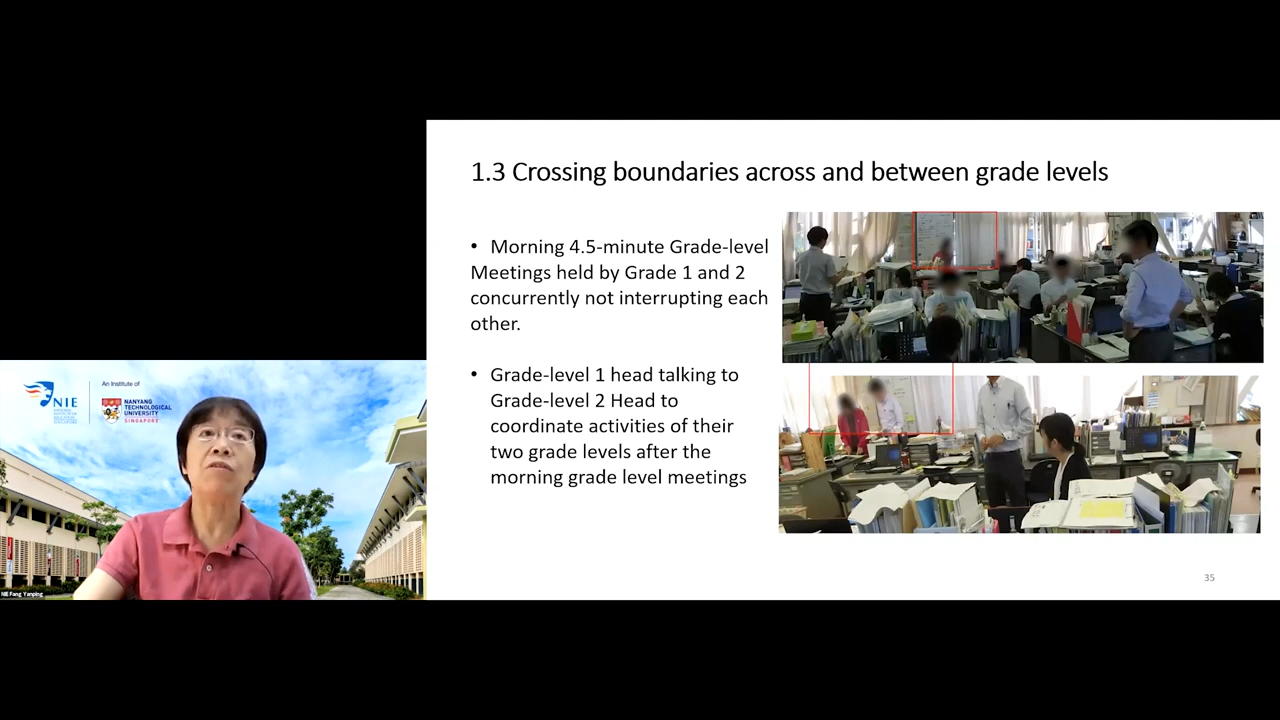 1.3 Crossing boundaries across and between grade levels
• Morning 4.5-minute Grade-level
Meetings held by Grade 1 and 2
concurrently not interrupting each
other.
• Grade-level 1 head talking to
Grade-level 2 Head to
coordinate activities of their
two grade levels after the
morning grade level meetings
35
An Institute of
NIE
NANYANG
TECHNOLOGICAL
UNIVERSITY
SINGAPORE
NIE Fang Yanping